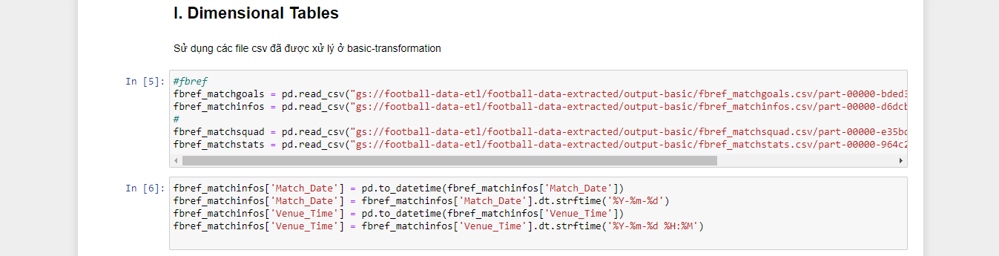 I. Dimensional Tables
Sử dụng các file csv đã được xử lý ở basic-transformation
In [5]:
#fbref
fbref_matchgoals = pd.read_csv("gs://football-data-etl/football-data-extracted/output-basic/fbref_matchgoals.csv/part-00000-bded3
fbref_matchinfos = pd.read_csv("gs://football-data-etl/football-data-extracted/output-basic/fbref_matchinfos.csv/part-00000-d6dcb
#
fbref_matchsquad = pd.read_csv("gs://football-data-etl/football-data-extracted/output-basic/fbref_matchsquad.csv/part-00000-e35bd
fbref_matchstats = pd.read_csv("gs://football-data-etl/football-data-extracted/output-basic/fbref_matchstats.csv/part-00000-964c2
In [6]:
fbref_matchinfos['Match_Date'] = pd.to_datetime(fbref_matchinfos['Match_Date'])
fbref_matchinfos['Match_Date'] = fbref_matchinfos['Match_Date'].dt.strftime('%Y-%m-%d')
fbref_matchinfos['Venue_Time'] = pd.to_datetime(fbref_matchinfos['Venue_Time'])
fbref_matchinfos['Venue_Time'] = fbref_matchinfos['Venue_Time'].dt.strftime('%Y-%m-%d %H:%M')